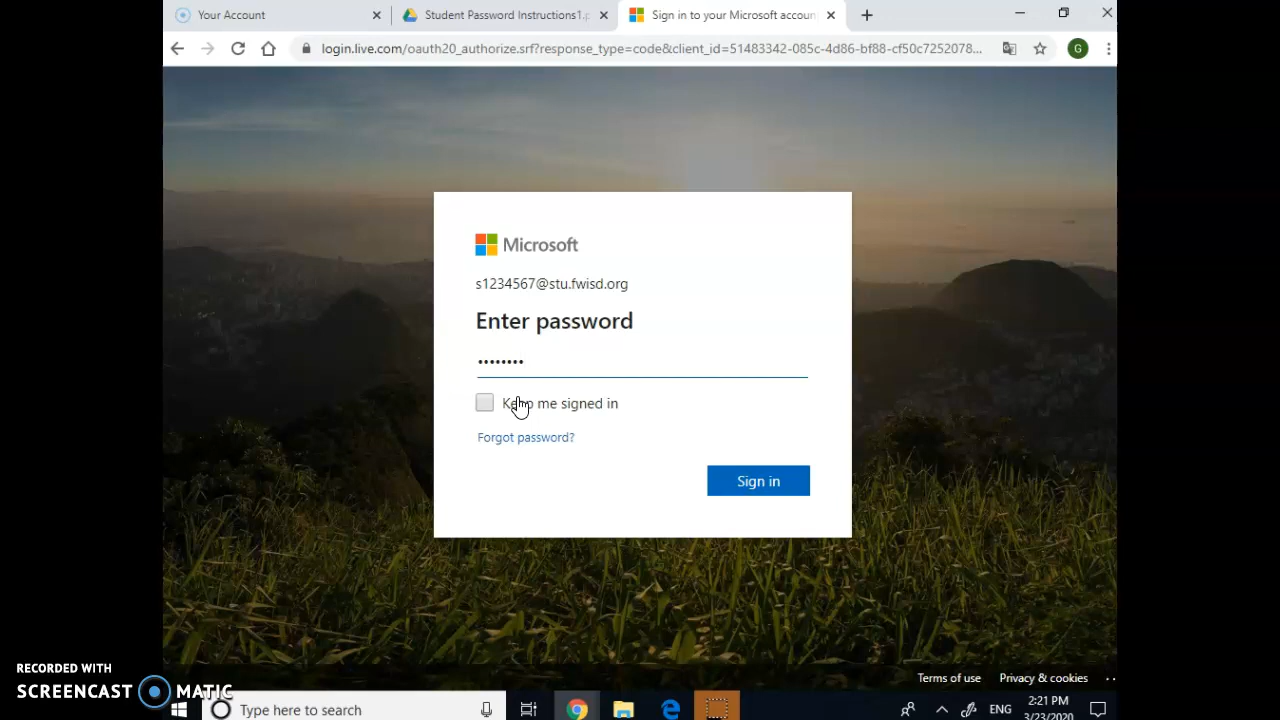 Your Account
Student Password Instructions1.p
Sign in to your Microsoft accoun
login.live.com/oauth20_authorize.srf?response_type=code&client_id=51483342-085c-4d86-bf88-cf50c7252078...
G
Microsoft
s1234567@stu.fwisd.org
Enter password
••••••••
Keep me signed in
Forgot password?
Sign in
RECORDED WITH
SCREENCAST MATIC
Terms of use
Privacy & cookies
Type here to search
ENG
2:21 PM
3/23/2020